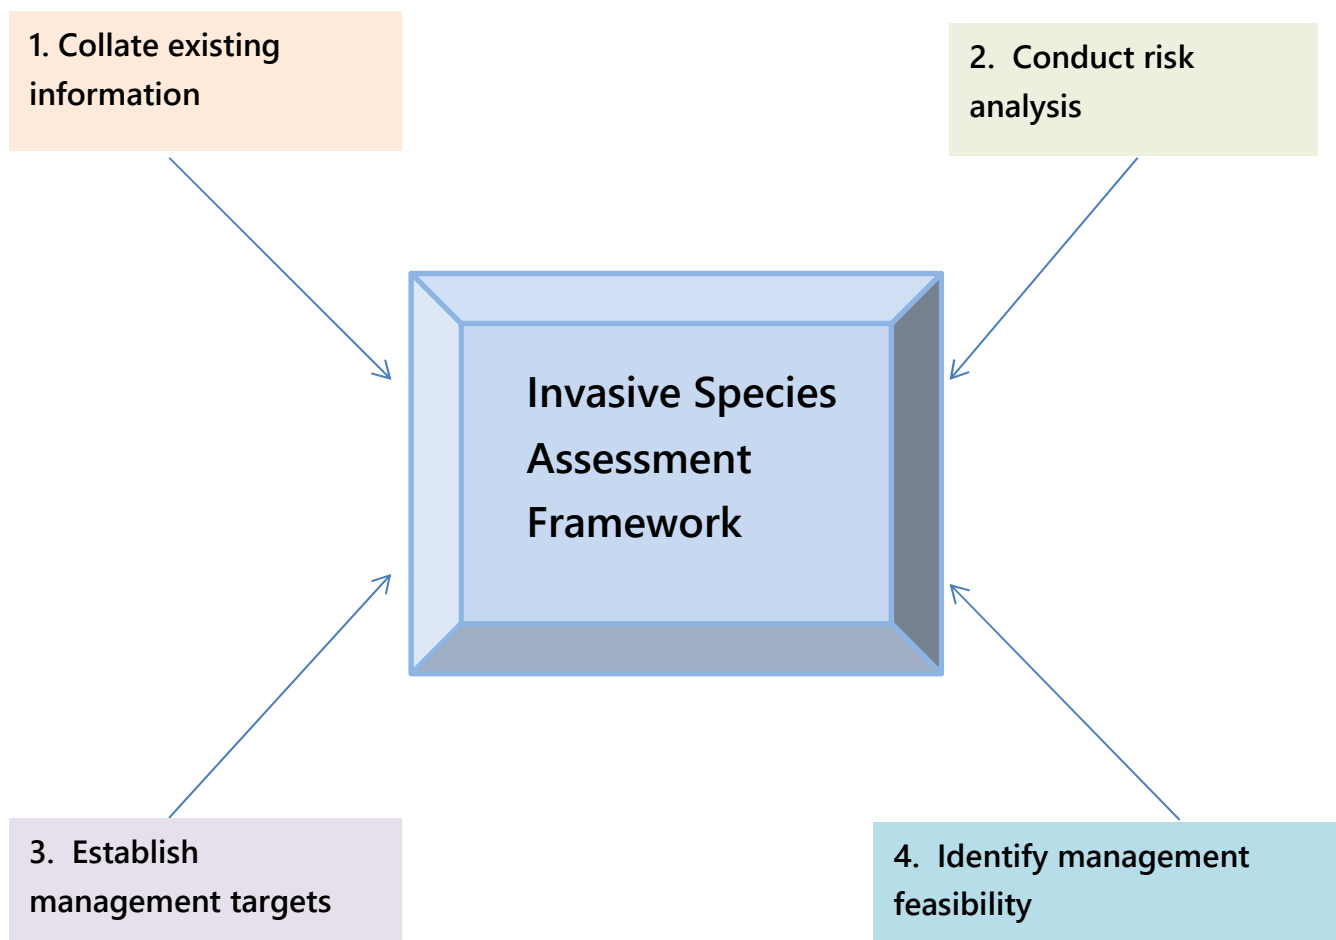 1. Collate existing
information
2. Conduct risk
analysis
Invasive Species
Assessment
Framework
3. Establish
management targets
4. Identify management
feasibility